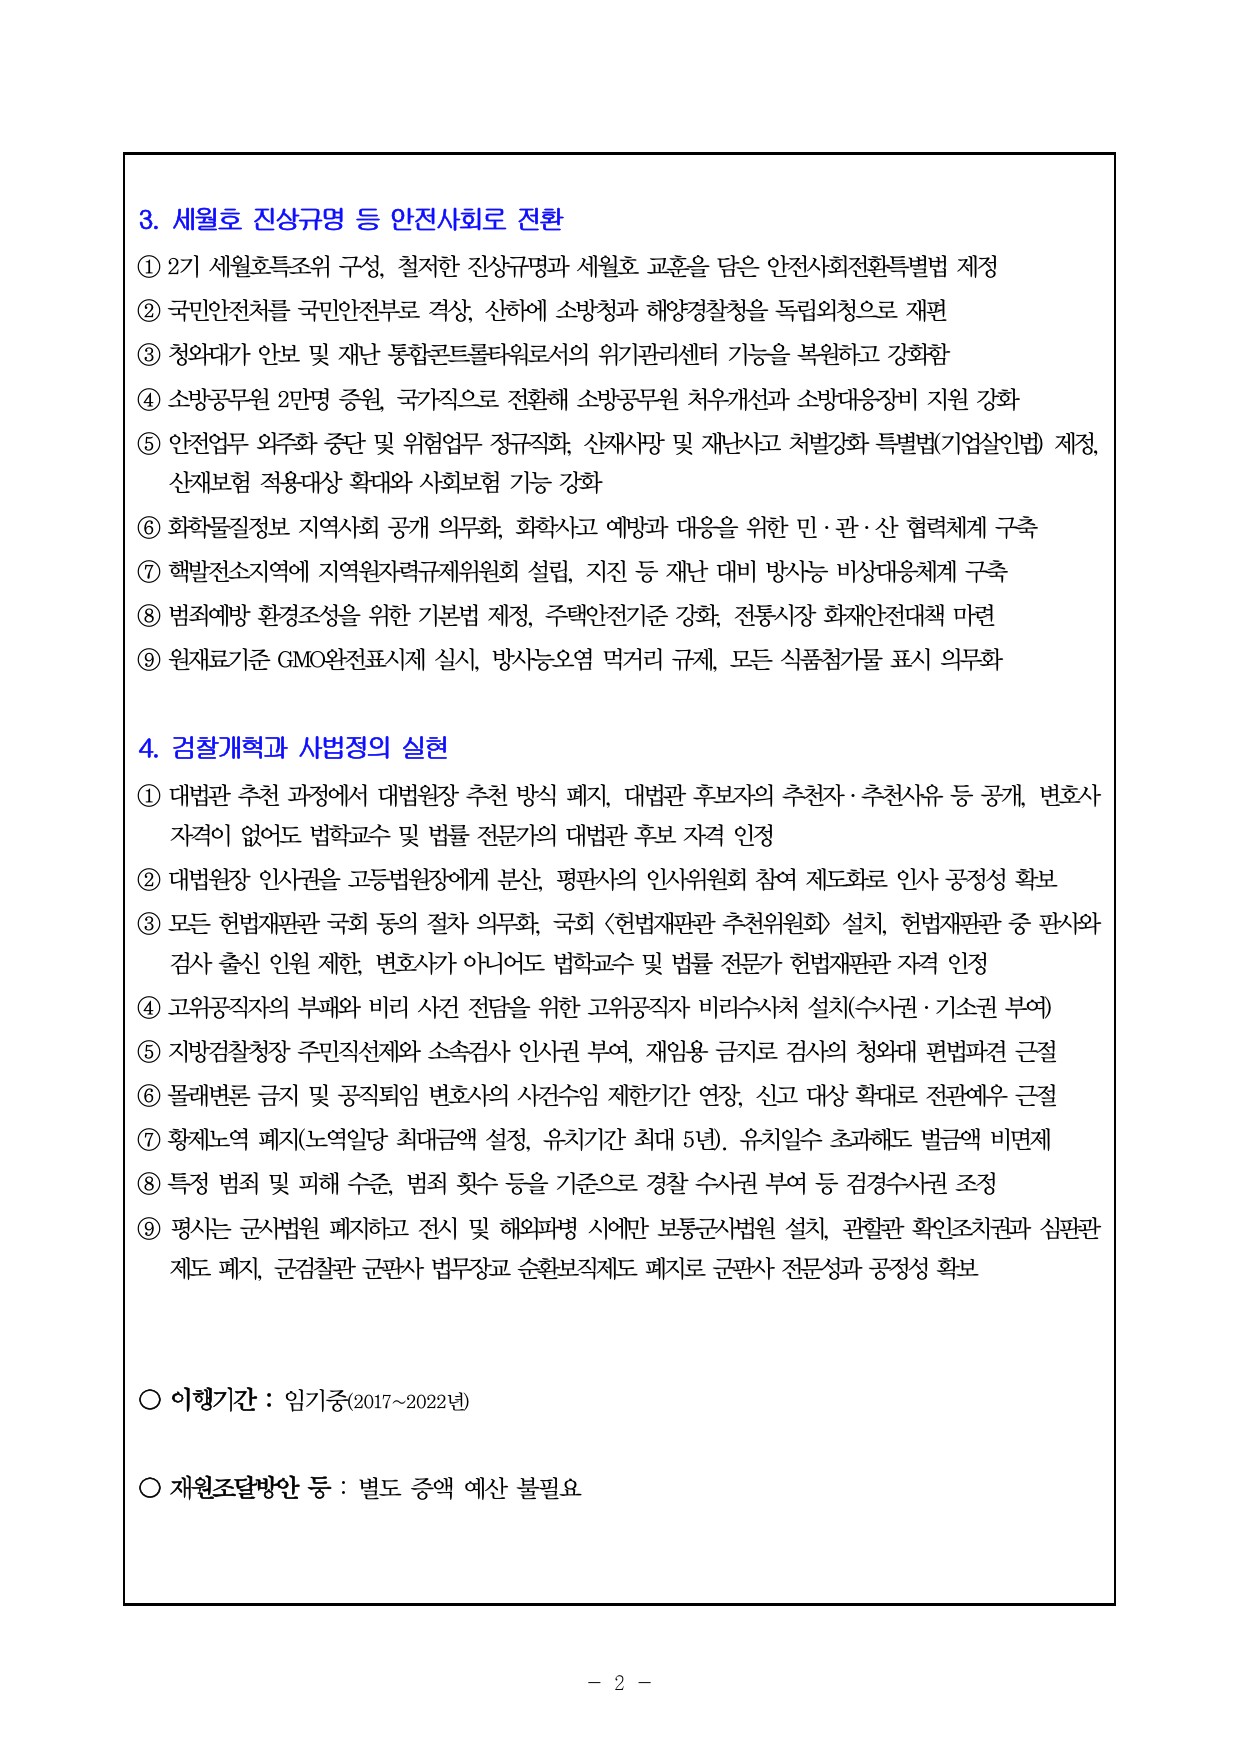 3. 세월호 진상규명 등 안전사회로 전환
① 2기 세월호특조위 구성, 철저한 진상규명과 세월호 교훈을 담은 안전사회전환특별법 제정
② 국민안전처를 국민안전부로 격상, 산하에 소방청과 해양경찰청을 독립외청으로 재편
③ 청와대가 안보 및 재난 통합콘트롤타워로서의 위기관리센터 기능을 복원하고 강화함
④ 소방공무원 2만명 증원, 국가직으로 전환해 소방공무원 처우개선과 소방대응장비 지원 강화
⑤ 안전업무 외주화 중단 및 위험업무 정규직화, 산재사망 및 재난사고 처벌강화 특별법(기업살인법) 제정,
산재보험 적용대상 확대와 사회보험 기능 강화
⑥ 화학물질정보 지역사회 공개 의무화, 화학사고 예방과 대응을 위한 민·관·산 협력체계 구축
⑦ 핵발전소지역에 지역원자력규제위원회 설립, 지진 등 재난 대비 방사능 비상대응체계 구축
⑧ 범죄예방 환경조성을 위한 기본법 제정, 주택안전기준 강화, 전통시장 화재안전대책 마련
⑨ 원재료기준 GMO완전표시제 실시, 방사능오염 먹거리 규제, 모든 식품첨가물 표시 의무화
4. 검찰개혁과 사법정의 실현
① 대법관 추천 과정에서 대법원장 추천 방식 폐지, 대법관 후보자의 추천자·추천사유 등 공개, 변호사
자격이 없어도 법학교수 및 법률 전문가의 대법관 후보 자격 인정
② 대법원장 인사권을 고등법원장에게 분산, 평판사의 인사위원회 참여 제도화로 인사 공정성 확보
③ 모든 헌법재판관 국회 동의 절차 의무화, 국회 〈헌법재판관 추천위원회〉 설치, 헌법재판관 중 판사와
검사 출신 인원 제한, 변호사가 아니어도 법학교수 및 법률 전문가 헌법재판관 자격 인정
④ 고위공직자의 부패와 비리 사건 전담을 위한 고위공직자 비리수사처 설치(수사권·기소권 부여)
⑤ 지방검찰청장 주민직선제와 소속검사 인사권 부여, 재임용 금지로 검사의 청와대 편법파견 근절
⑥ 몰래변론 금지 및 공직퇴임 변호사의 사건수임 제한기간 연장, 신고 대상 확대로 전관예우 근절
⑦ 황제노역 폐지(노역일당 최대금액 설정, 유치기간 최대 5년). 유치일수 초과해도 벌금액 비면제
⑧ 특정 범죄 및 피해 수준, 범죄 횟수 등을 기준으로 경찰 수사권 부여 등 검경수사권 조정
⑨ 평시는 군사법원 폐지하고 전시 및 해외파병 시에만 보통군사법원 설치, 관할관 확인조치권과 심판관
제도 폐지, 군검찰관 군판사 법무장교 순환보직제도 폐지로 군판사 전문성과 공정성 확보
○ 이행기간 : 임기중(2017~2022년)
○ 재원조달방안 등 : 별도 증액 예산 불필요
- 2 -